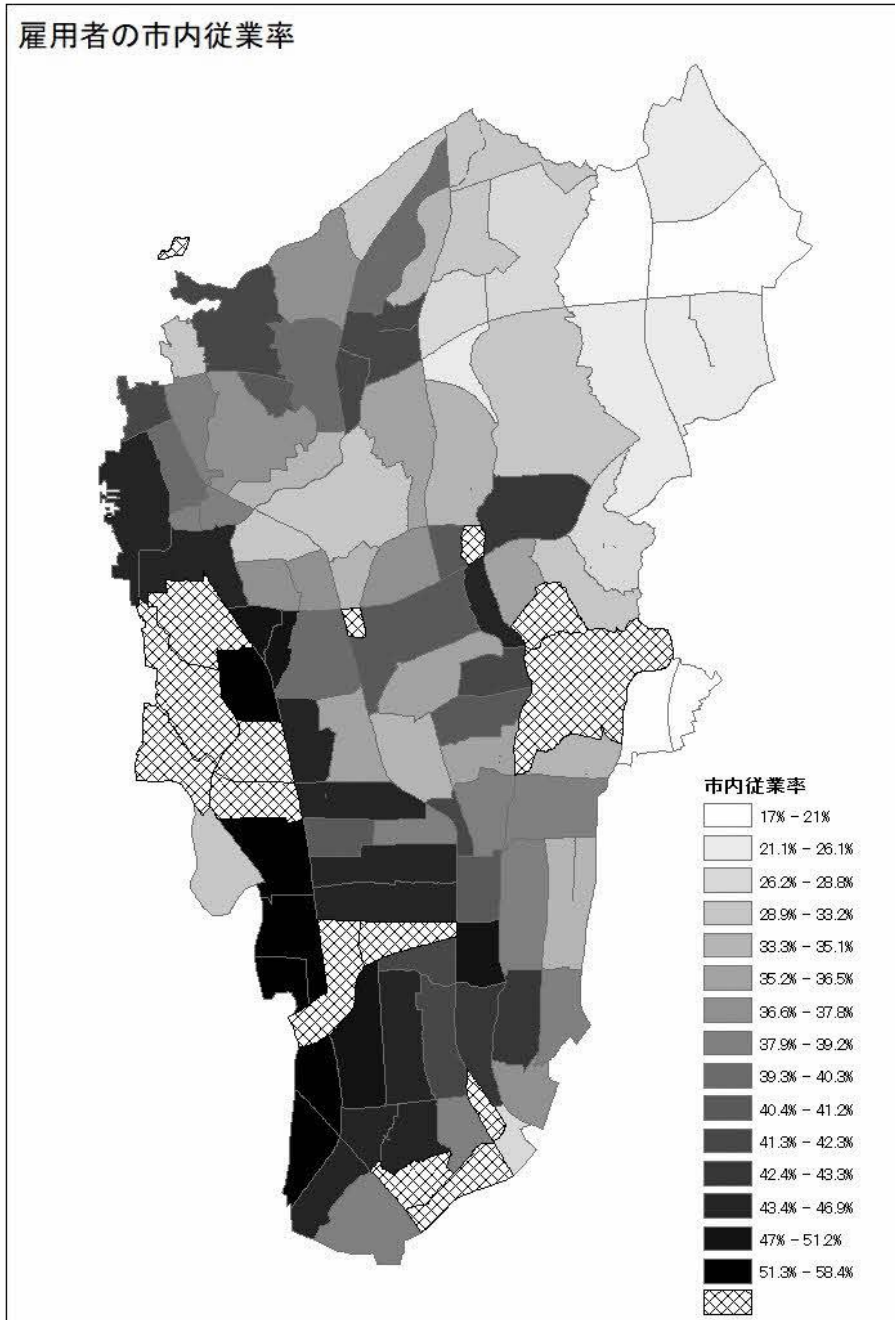 雇用者の市内従業率
市内従業率
17% - 21%
21.1% - 26.1%
26.2% - 28.8%
28.9% - 33.2%
33.3% - 35.1%
35.2% - 36.5%
36.6% - 37.8%
37.9% - 39.2%
39.3% - 40.3%
40.4% - 41.2%
41.3% - 42.3%
42.4% - 43.3%
43.4% - 46.9%
47% - 51.2%
51.3% - 58.4%